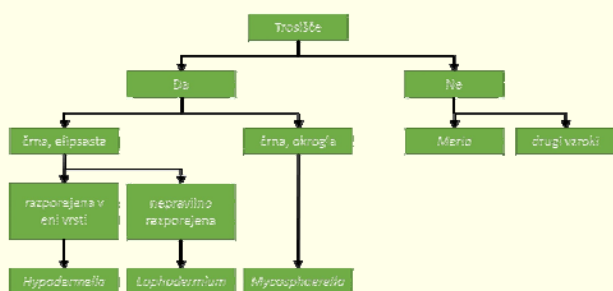 Trosišče
Da
Ne
črna, elipsasta
črna, okrogla
Meria
drugi vzroki
razporejena v
eni vrsti
nepravilno
razporejena
Hypodermella
Lophodermium
Mycosphaerella